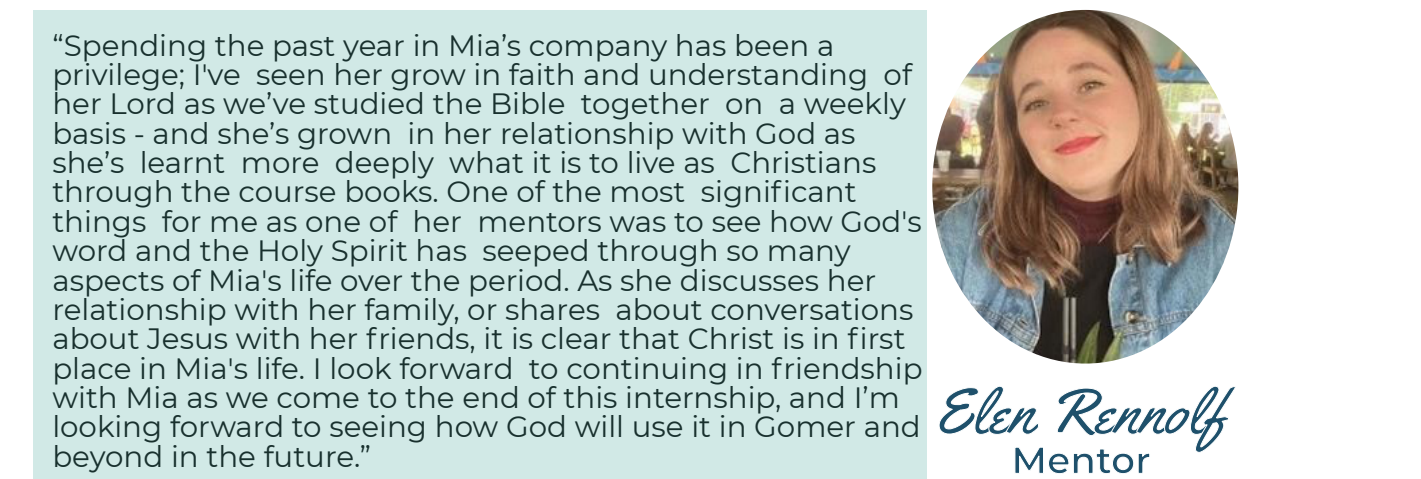 “Spending the past year in Mia’s company has been a
privilege; I've seen her grow in faith and understanding of
her Lord as we’ve studied the Bible together on a weekly
basis - and she’s grown in her relationship with God as
she’s learnt more deeply what it is to live as Christians
through the course books. One of the most significant
things for me as one of her mentors was to see how God's
word and the Holy Spirit has seeped through so many
aspects of Mia's life over the period. As she discusses her
relationship with her family, or shares about conversations
about Jesus with her friends, it is clear that Christ is in first
place in Mia's life. I look forward to continuing in friendship
with Mia as we come to the end of this internship, and I’m
looking forward to seeing how God will use it in Gomer and
beyond in the future.”
Elen Rennolf
Mentor